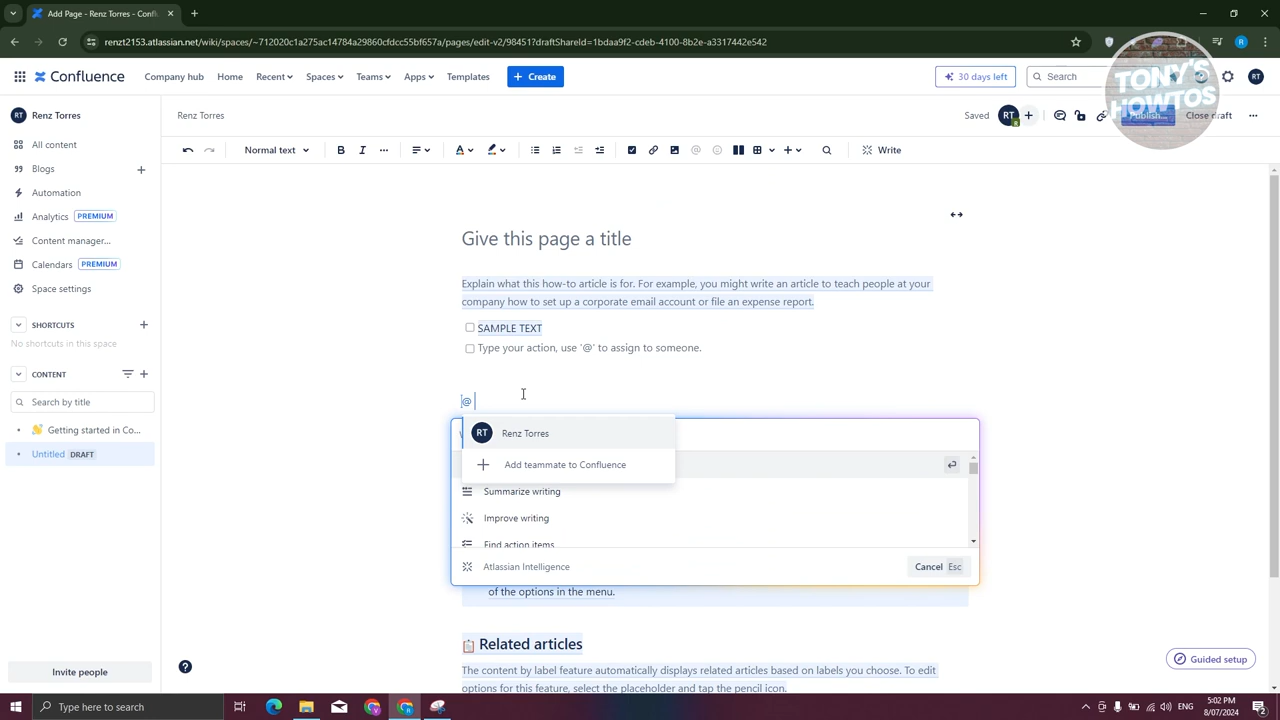 Add Page - Renz Torres - Conflu
renzt2153.atlassian.net/wiki/spaces/~712020c1a275ac14784a29860cfdcc55bf657a/pages/edit-v2/98451?draftShareId=1bdaa9f2-cdeb-4100-8b2e-a3317442e542
Confluence
Company hub
Home
Recent
Spaces
Teams
Apps
Templates
Create
30 days left
Search
RT
TONY'S
HOWTOS
RT Renz Torres
Renz Torres
Saved
RT
Publish...
Close draft
Normal text
Write
All content
Blogs
Automation
Analytics PREMIUM
Content manager...
Calendars PREMIUM
Space settings
SHORTCUTS
No shortcuts in this space
CONTENT
Search by title
Getting started in Co...
Untitled DRAFT
Invite people
Give this page a title
Explain what this how-to article is for. For example, you might write an article to teach people at your
company how to set up a corporate email account or file an expense report.
SAMPLE TEXT
Type your action, use '@' to assign to someone.
@
RT Renz Torres
Add teammate to Confluence
Summarize writing
Improve writing
Find action items
Atlassian Intelligence
Cancel Esc
of the options in the menu.
Related articles
The content by label feature automatically displays related articles based on labels you choose. To edit
options for this feature, select the placeholder and tap the pencil icon.
Guided setup
Type here to search
5:02 PM
8/07/2024